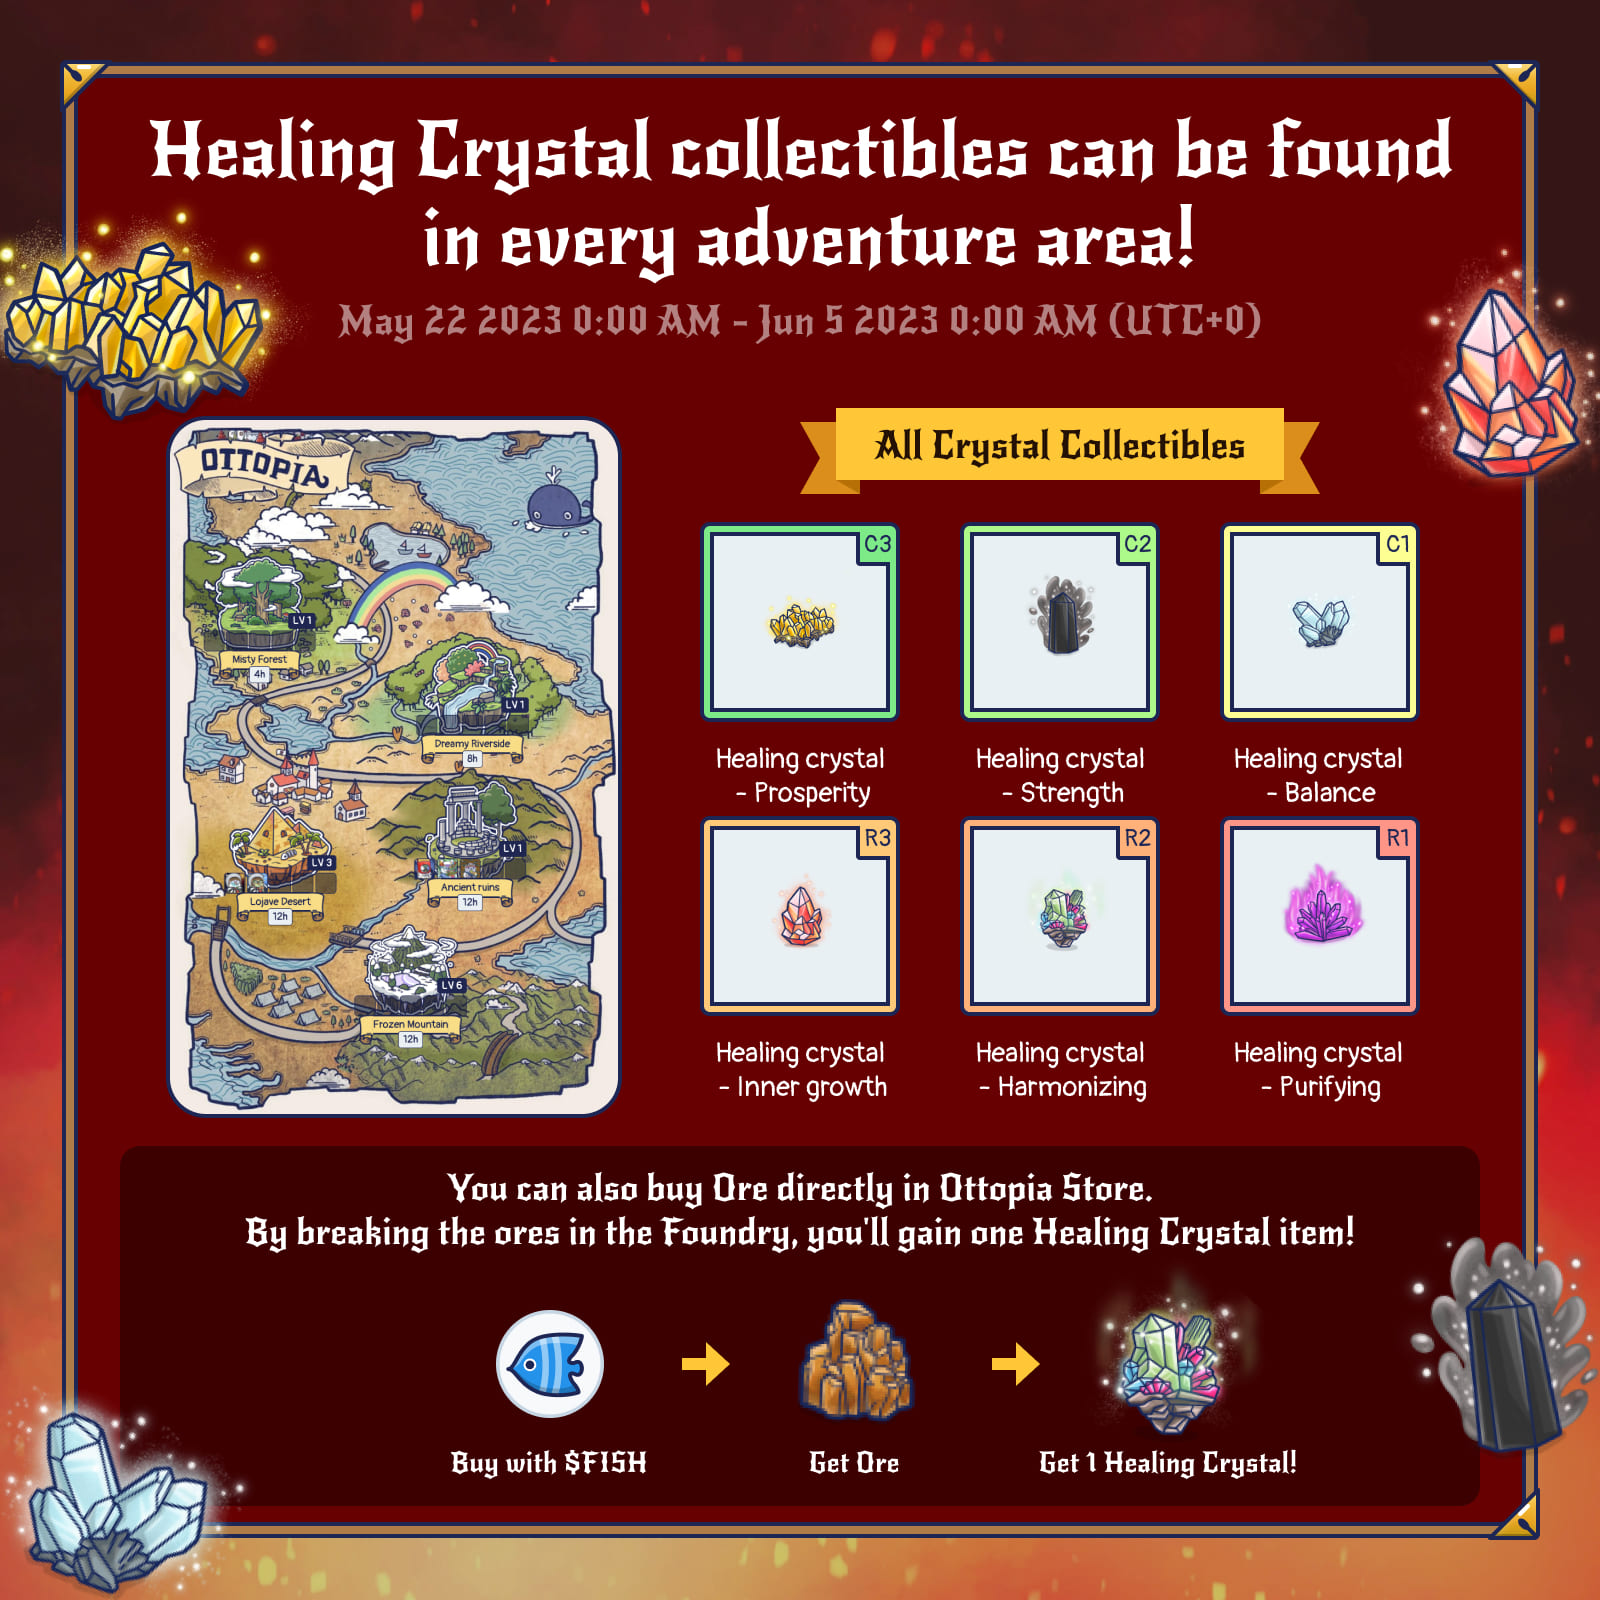 Healing Crystal collectibles can be found
in every adventure area!
May 22 2023 0:00 AM - Jun 5 2023 0:00 AM (UTC+0)
OTTOPIA
LV1
Misty Forest
4h
LV1
Dreamy Riverside
8h
LV3
Lojave Desert
12h
LV1
Ancient ruins
12h
LV6
Frozen Mountain
12h
All Crystal Collectibles
C3
Healing crystal
- Prosperity
C2
Healing crystal
- Strength
C1
Healing crystal
- Balance
R3
Healing crystal
- Inner growth
R2
Healing crystal
- Harmonizing
R1
Healing crystal
- Purifying
You can also buy Ore directly in Ottopia Store.
By breaking the ores in the Foundry, you'll gain one Healing Crystal item!
Buy with $FISH
Get Ore
Get 1 Healing Crystal!